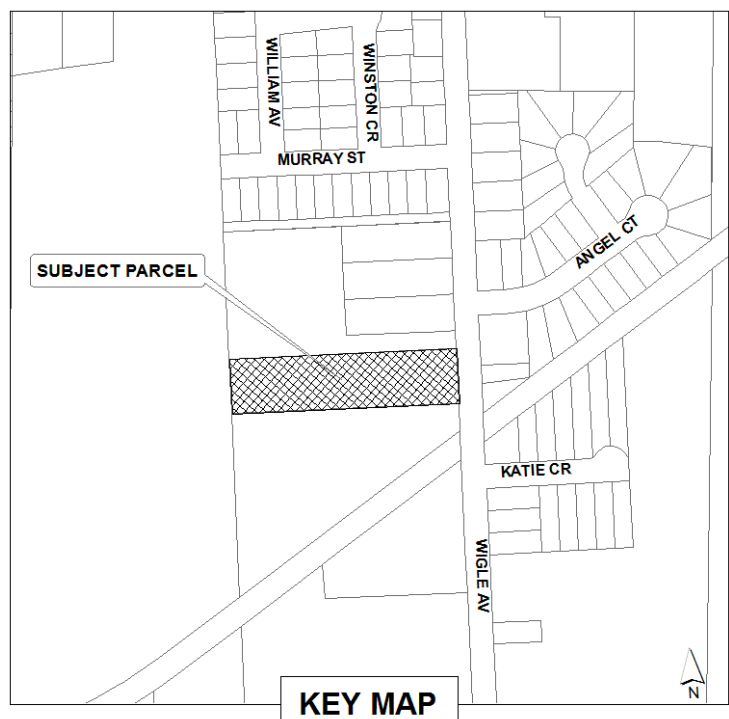 WILLIAM AV
WINSTON CR
MURRAY ST
SUBJECT PARCEL
ANGEL CT
KATIE CR
WIGLE AV
N
KEY MAP